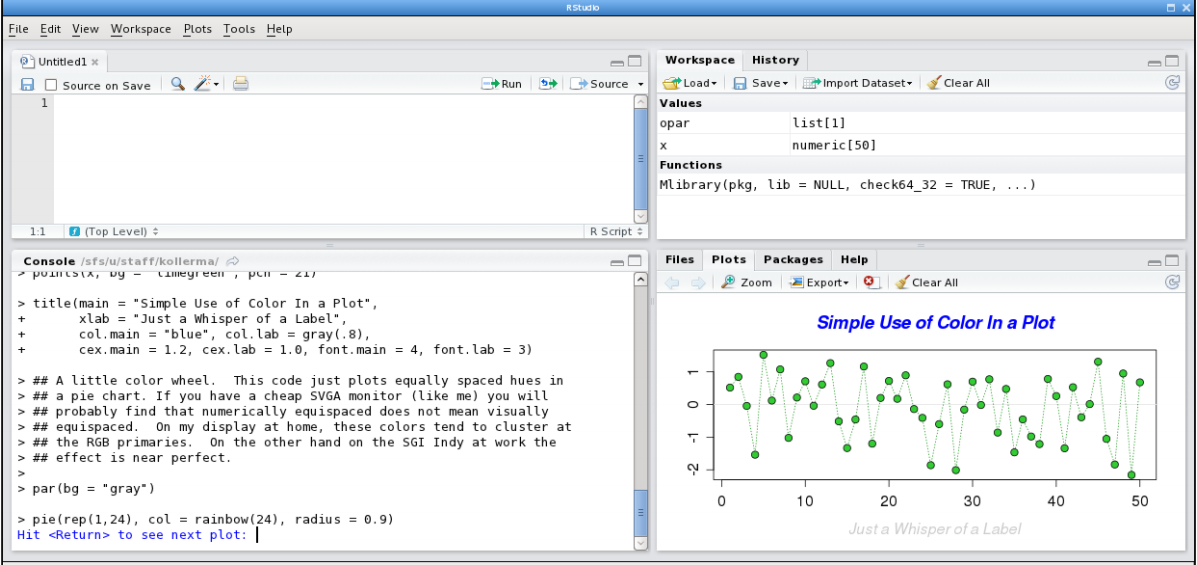 RStudio
File Edit View Workspace Plots Tools Help
Untitled1
Source on Save Run Source
1
1:1 (Top Level) R Script
Console /sfs/u/staff/kollerma/
> points(x, bg = "limegreen", pch = 21)
> title(main = "Simple Use of Color In a Plot",
+       xlab = "Just a Whisper of a Label",
+       col.main = "blue", col.lab = gray(.8),
+       cex.main = 1.2, cex.lab = 1.0, font.main = 4, font.lab = 3)
> ## A little color wheel.  This code just plots equally spaced hues in
> ## a pie chart. If you have a cheap SVGA monitor (like me) you will
> ## probably find that numerically equispaced does not mean visually
> ## equispaced.  On my display at home, these colors tend to cluster at
> ## the RGB primaries.  On the other hand on the SGI Indy at work the
> ## effect is near perfect.
>
> par(bg = "gray")
> pie(rep(1,24), col = rainbow(24), radius = 0.9)
Hit <Return> to see next plot:
Workspace History
Load Save Import Dataset Clear All
Values
opar list[1]
x numeric[50]
Functions
Mlibrary(pkg, lib = NULL, check64_32 = TRUE, ...)
Files Plots Packages Help
Zoom Export Clear All
Simple Use of Color In a Plot
1
0
-1
-2
0 10 20 30 40 50
Just a Whisper of a Label